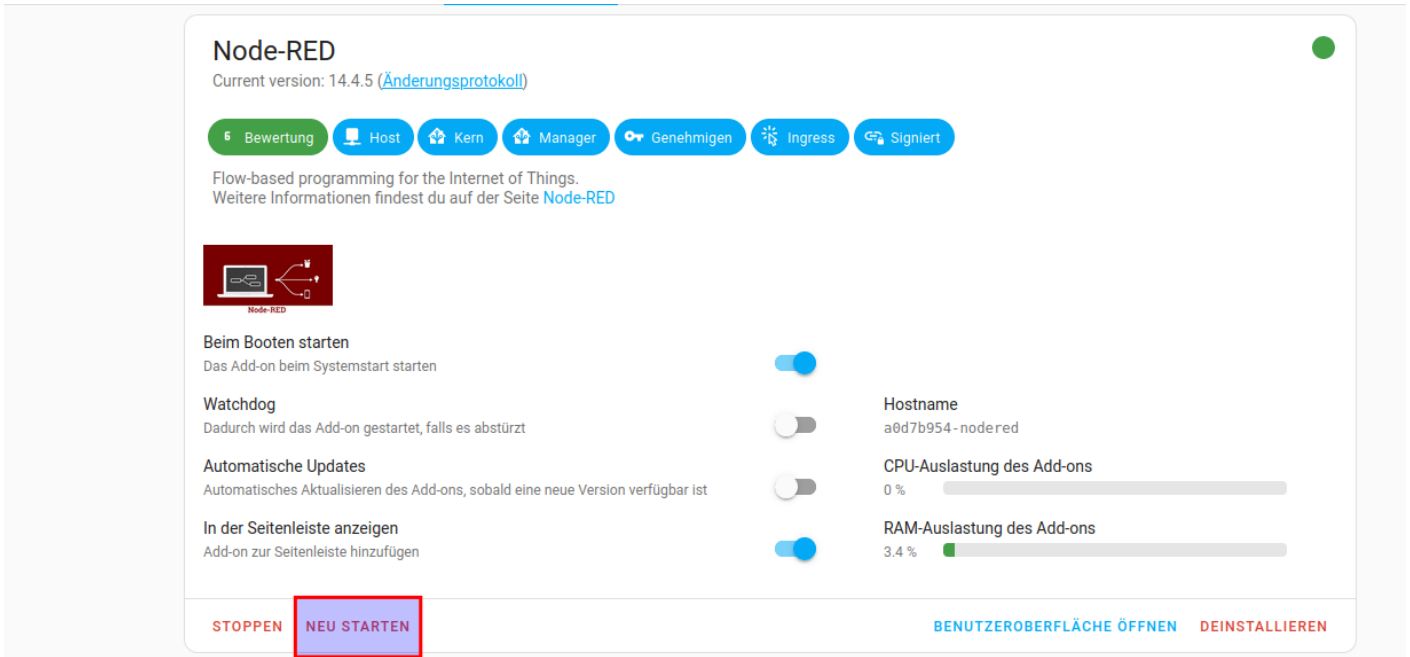 Node-RED
Current version: 14.4.5 (Änderungsprotokoll)
6 Bewertung Host Kern Manager Genehmigen Ingress Signiert
Flow-based programming for the Internet of Things.
Weitere Informationen findest du auf der Seite Node-RED
Node-RED
Beim Booten starten
Das Add-on beim Systemstart starten
Watchdog
Dadurch wird das Add-on gestartet, falls es abstürzt
Hostname
a0d7b954-nodered
Automatische Updates
Automatisches Aktualisieren des Add-ons, sobald eine neue Version verfügbar ist
CPU-Auslastung des Add-ons
0 %
In der Seitenleiste anzeigen
Add-on zur Seitenleiste hinzufügen
RAM-Auslastung des Add-ons
3.4 %
STOPPEN NEU STARTEN BENUTZEROBERFLÄCHE ÖFFNEN DEINSTALLIEREN